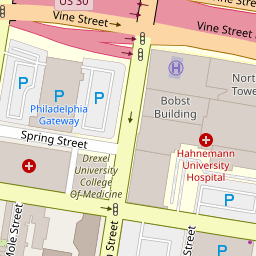 US 30
Vine Street
Vine Street
P
P
P
H
North
Tower
Bobst
Building
Philadelphia
Gateway
Spring Street
Drexel
University
College
Of Medicine
Hahnemann
University
Hospital
P
P
Mole Street
Street